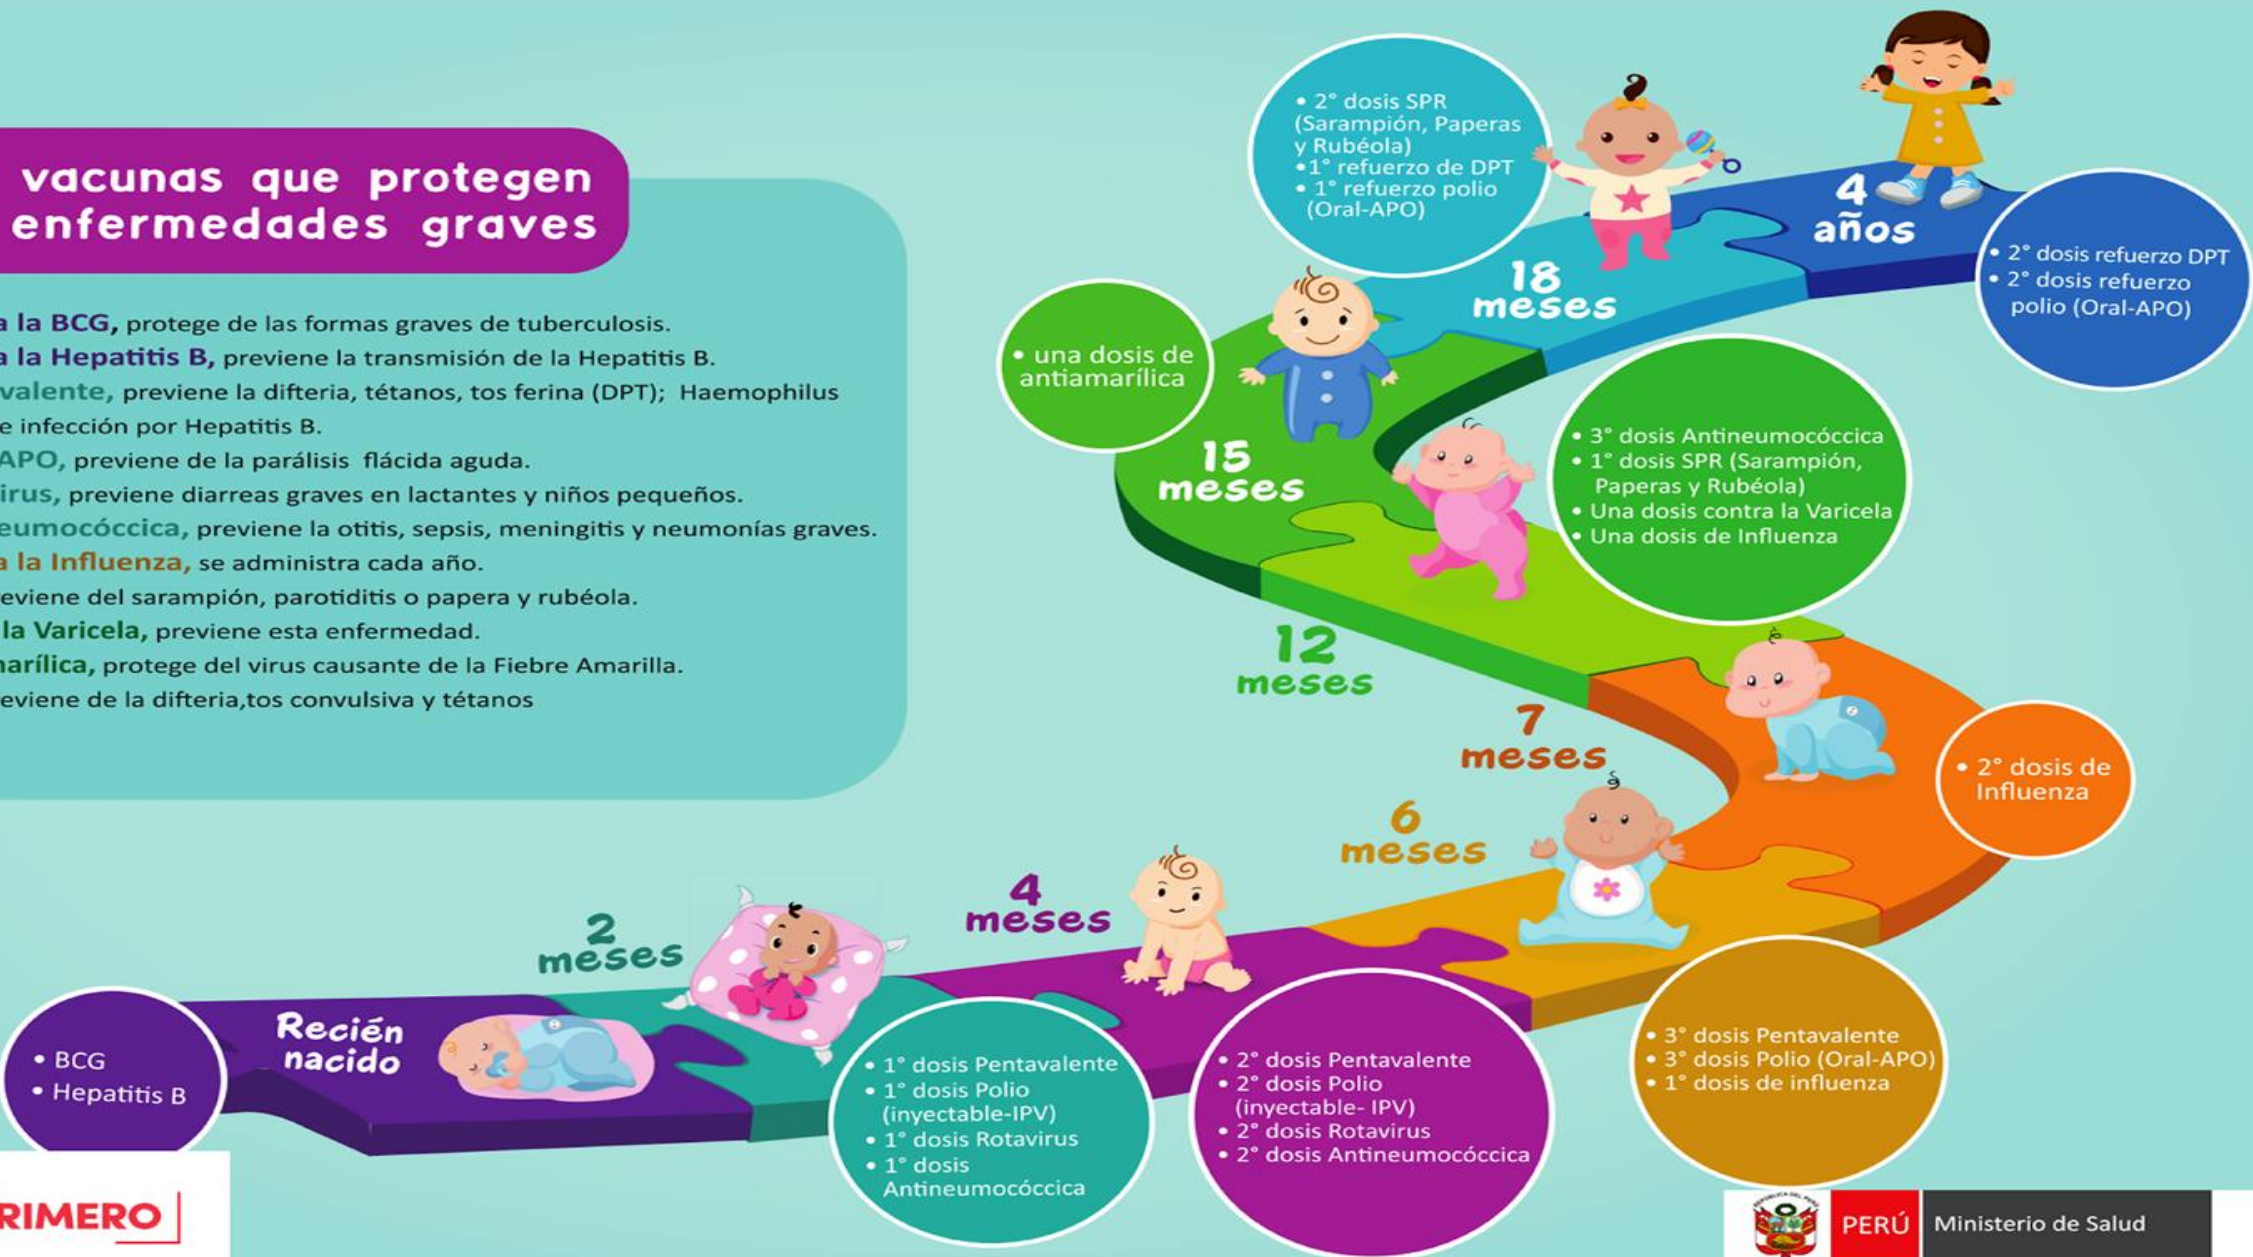 vacunas que protegen
enfermedades graves
a la BCG, protege de las formas graves de tuberculosis.
a la Hepatitis B, previene la transmisión de la Hepatitis B.
valente, previene la difteria, tétanos, tos ferina (DPT); Haemophilus
e infección por Hepatitis B.
APO, previene de la parálisis flácida aguda.
irus, previene diarreas graves en lactantes y niños pequeños.
eumocóccica, previene la otitis, sepsis, meningitis y neumonías graves.
a la Influenza, se administra cada año.
eviene del sarampión, parotiditis o papera y rubéola.
la Varicela, previene esta enfermedad.
arílica, protege del virus causante de la Fiebre Amarilla.
eviene de la difteria,tos convulsiva y tétanos
• BCG
• Hepatitis B
Recién
nacido
2
meses
• 1° dosis Pentavalente
• 1° dosis Polio
(inyectable-IPV)
• 1° dosis Rotavirus
• 1° dosis
Antineumocóccica
4
meses
• 2° dosis Pentavalente
• 2° dosis Polio
(inyectable- IPV)
• 2° dosis Rotavirus
• 2° dosis Antineumocóccica
6
meses
• 3° dosis Pentavalente
• 3° dosis Polio (Oral-APO)
• 1° dosis de influenza
7
meses
• 2° dosis de
Influenza
12
meses
• 3° dosis Antineumocóccica
• 1° dosis SPR (Sarampión,
Paperas y Rubéola)
• Una dosis contra la Varicela
• Una dosis de Influenza
15
meses
• una dosis de
antiamarílica
18
meses
• 2° dosis SPR
(Sarampión, Paperas
y Rubéola)
•1° refuerzo de DPT
• 1° refuerzo polio
(Oral-APO)
4
años
• 2° dosis refuerzo DPT
• 2° dosis refuerzo
polio (Oral-APO)
RIMERO
PERÚ
Ministerio de Salud